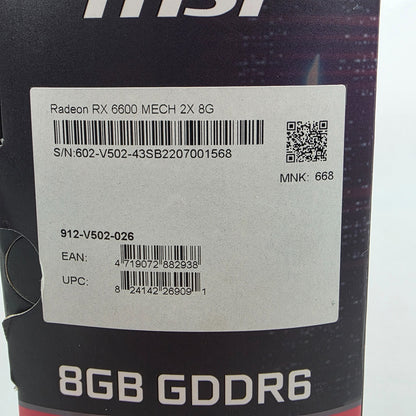 msi
Radeon RX 6600 MECH 2X 8G
S/N:602-V502-43SB2207001568
MNK: 668
912-V502-026
EAN: 4 719072 882938
UPC: 8 24142 26909 1
8GB GDDR6